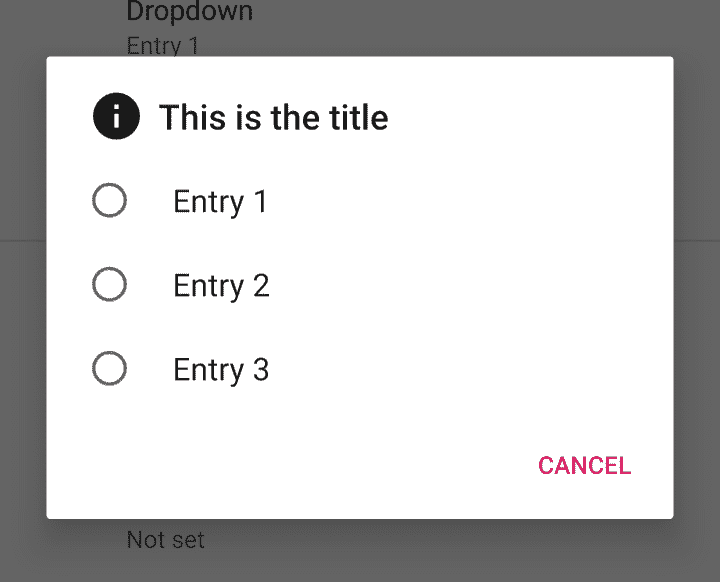 Dropdown
Entry 1
This is the title
Entry 1
Entry 2
Entry 3
CANCEL
Not set